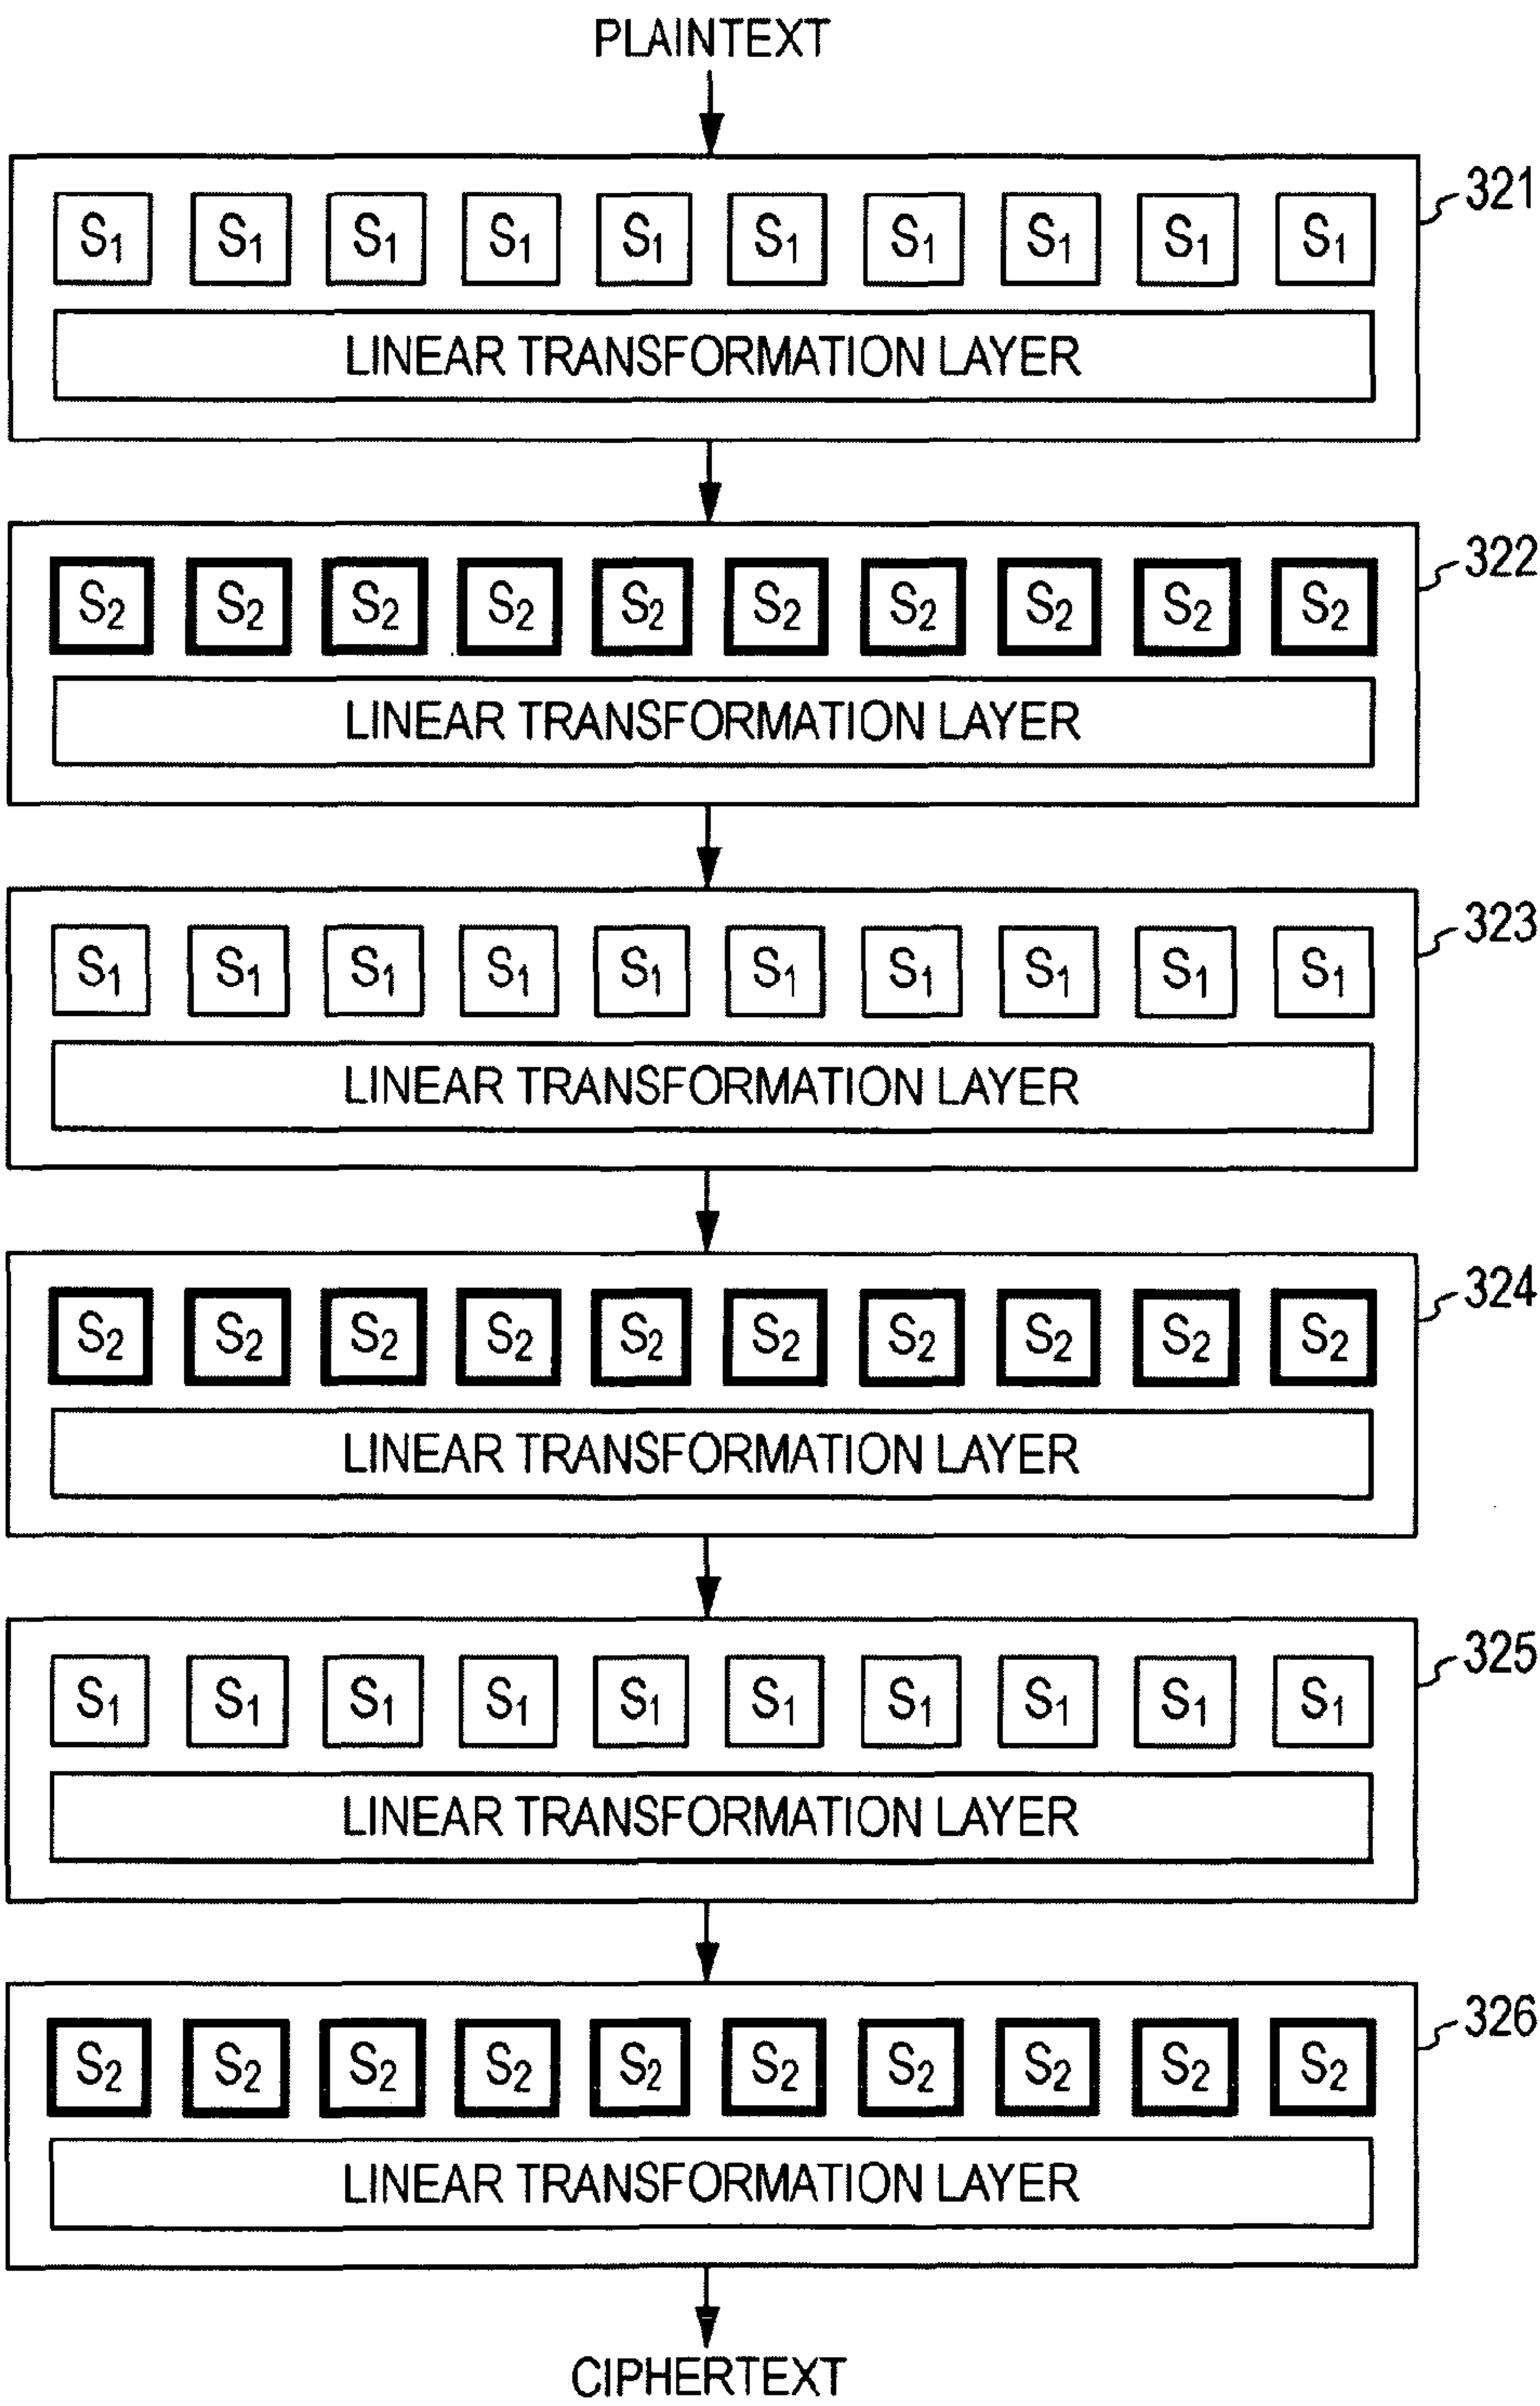 PLAINTEXT
321
S₁ S₁ S₁ S₁ S₁ S₁ S₁ S₁ S₁ S₁
LINEAR TRANSFORMATION LAYER
322
S₂ S₂ S₂ S₂ S₂ S₂ S₂ S₂ S₂ S₂
LINEAR TRANSFORMATION LAYER
323
S₁ S₁ S₁ S₁ S₁ S₁ S₁ S₁ S₁ S₁
LINEAR TRANSFORMATION LAYER
324
S₂ S₂ S₂ S₂ S₂ S₂ S₂ S₂ S₂ S₂
LINEAR TRANSFORMATION LAYER
325
S₁ S₁ S₁ S₁ S₁ S₁ S₁ S₁ S₁ S₁
LINEAR TRANSFORMATION LAYER
326
S₂ S₂ S₂ S₂ S₂ S₂ S₂ S₂ S₂ S₂
LINEAR TRANSFORMATION LAYER
CIPHERTEXT